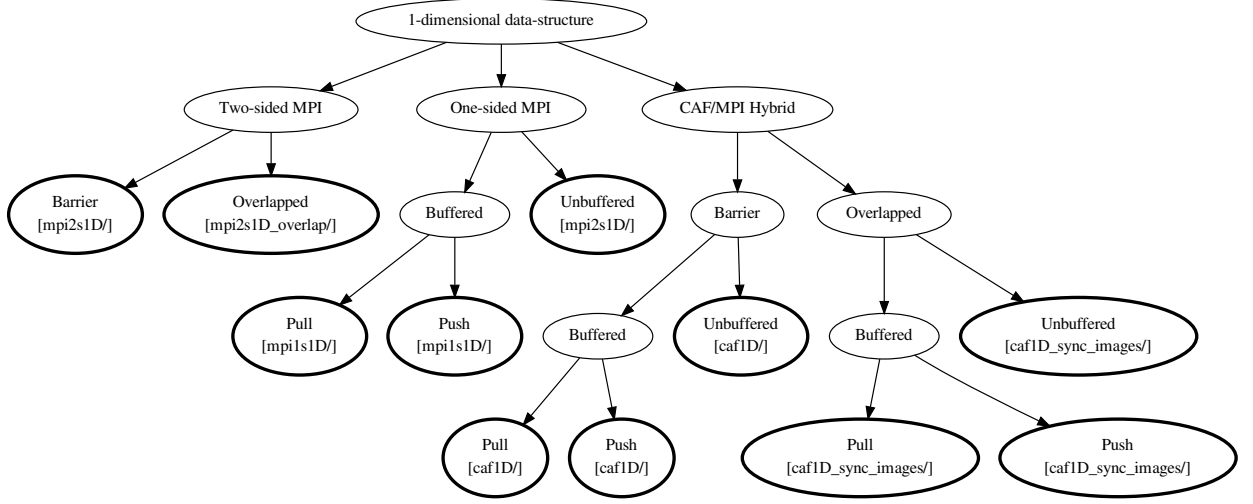 1-dimensional data-structure
Two-sided MPI
One-sided MPI
CAF/MPI Hybrid
Barrier
[mpi2s1D/]
Overlapped
[mpi2s1D_overlap/]
Buffered
Unbuffered
[mpi2s1D/]
Barrier
Overlapped
Pull
[mpi1s1D/]
Push
[mpi1s1D/]
Buffered
Unbuffered
[caf1D/]
Buffered
Unbuffered
[caf1D_sync_images/]
Pull
[caf1D/]
Push
[caf1D/]
Pull
[caf1D_sync_images/]
Push
[caf1D_sync_images/]